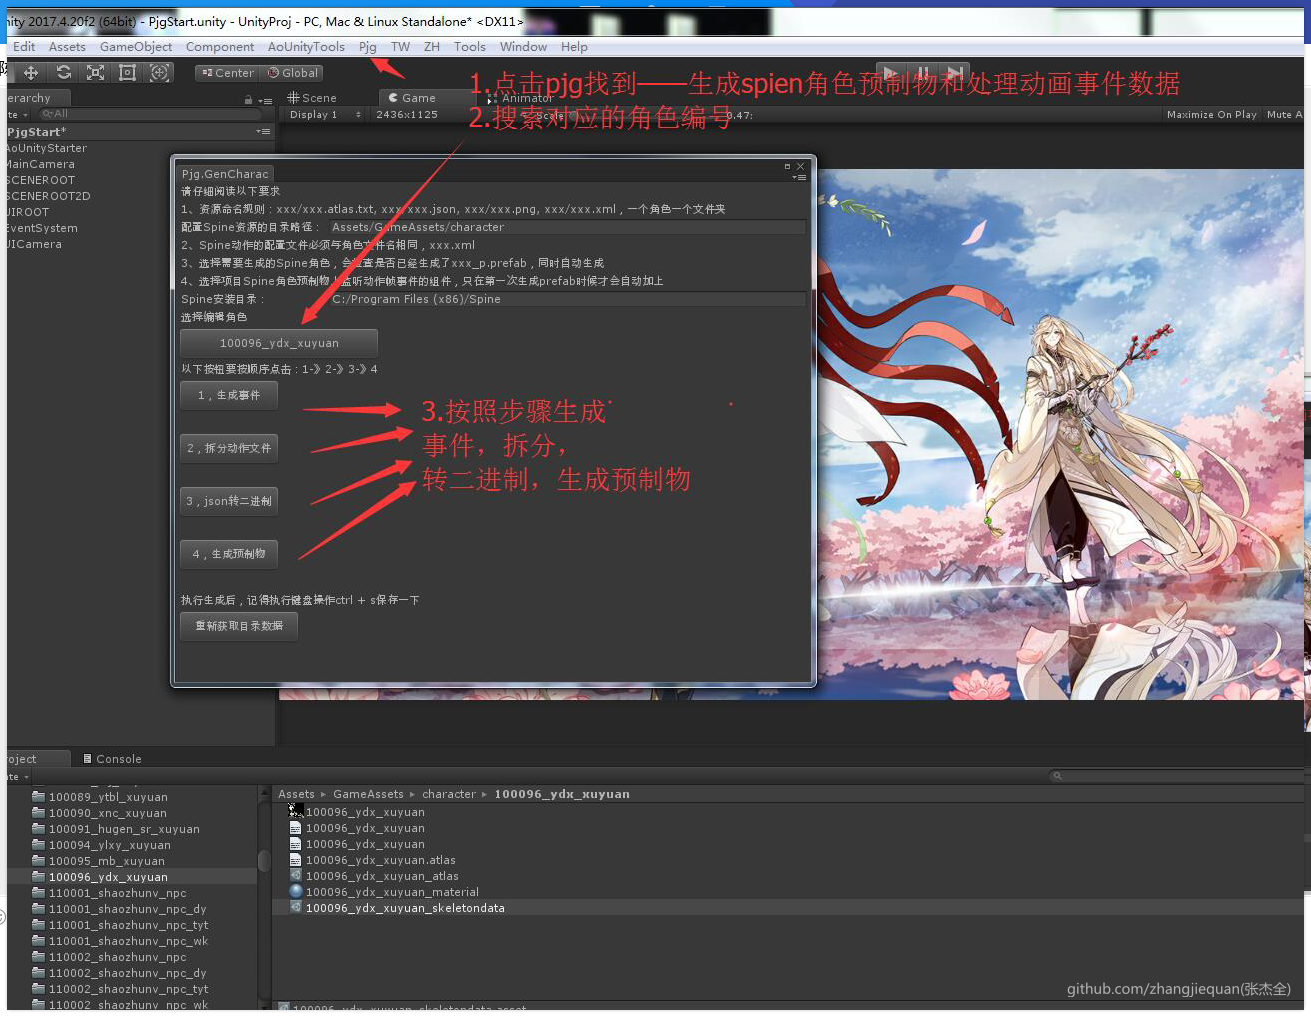 nity 2017.4.20f2 (64bit) - PjgStart.unity - UnityProj - PC, Mac & Linux Standalone* <DX11>
Edit Assets GameObject Component AoUnityTools Pjg TW ZH Tools Window Help
Center Global
1.点击pjg找到——生成spien角色预制物和处理动画事件数据
2.搜索对应的角色编号
erarchy
Scene Game Animator
te All
Display 1 2436x1125 Scale 0.47: Maximize On Play Mute A
PjgStart*
AoUnityStarter
MainCamera
SCENEROOT
SCENEROOT2D
UIROOT
EventSystem
UICamera
Pjg.GenCharac
请仔细阅读以下要求
1、资源命名规则：xxx/xxx.atlas.txt, xxx/xxx.json, xxx/xxx.png, xxx/xxx.xml，一个角色一个文件夹
配置Spine资源的目录路径： Assets/GameAssets/character
2、Spine动作的配置文件必须与角色文件名相同，xxx.xml
3、选择需要生成的Spine角色，会检查是否已经生成了xxx_p.prefab，同时自动生成
4、选择项目Spine角色预制物 监听动作帧事件的组件，只在第一次生成prefab时候才会自动加上
Spine安装目录： C:/Program Files (x86)/Spine
选择编辑角色
100096_ydx_xuyuan
以下按钮要按顺序点击：1-》2-》3-》4
1，生成事件
2，拆分动作文件
3，json转二进制
4，生成预制物
3.按照步骤生成
事件，拆分，
转二进制，生成预制物
执行生成后，记得执行键盘操作ctrl + s保存一下
重新获取目录数据
roject Console
te
100089_ytbl_xuyuan
100090_xnc_xuyuan
100091_hugen_sr_xuyuan
100094_ylxy_xuyuan
100095_mb_xuyuan
100096_ydx_xuyuan
110001_shaozhunv_npc
110001_shaozhunv_npc_dy
110001_shaozhunv_npc_tyt
110001_shaozhunv_npc_wk
110002_shaozhunv_npc
110002_shaozhunv_npc_dy
110002_shaozhunv_npc_tyt
110002_shaozhunv_npc_wk
Assets ▸ GameAssets ▸ character ▸ 100096_ydx_xuyuan
100096_ydx_xuyuan
100096_ydx_xuyuan
100096_ydx_xuyuan
100096_ydx_xuyuan.atlas
100096_ydx_xuyuan_atlas
100096_ydx_xuyuan_material
100096_ydx_xuyuan_skeletondata
100096_ydx_xuyuan_skeletondata.asset
github.com/zhangjiequan(张杰全)